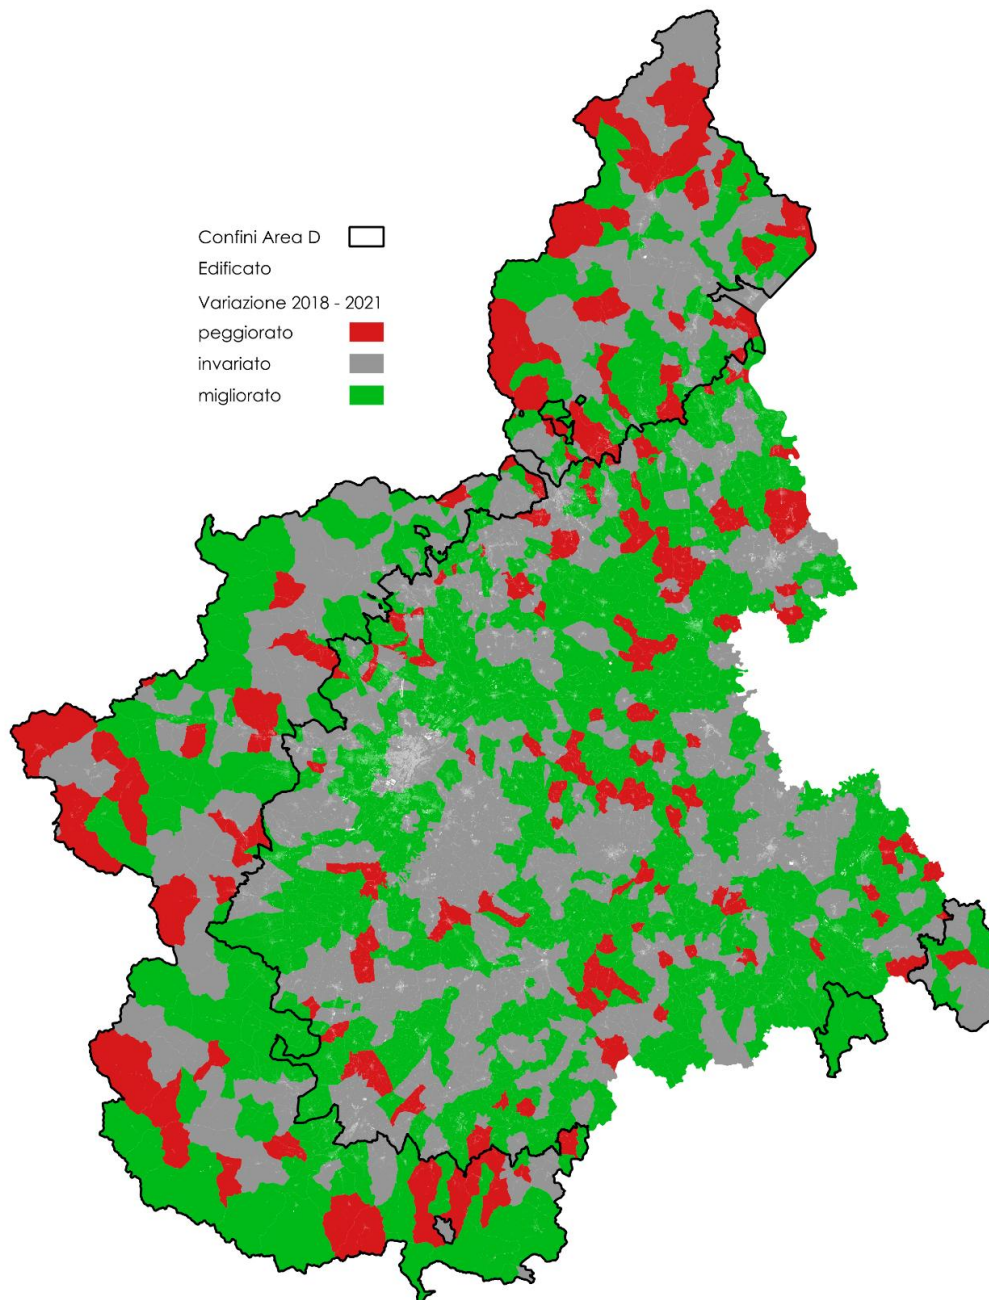 Confini Area D
Edificato
Variazione 2018 - 2021
peggiorato
invariato
migliorato